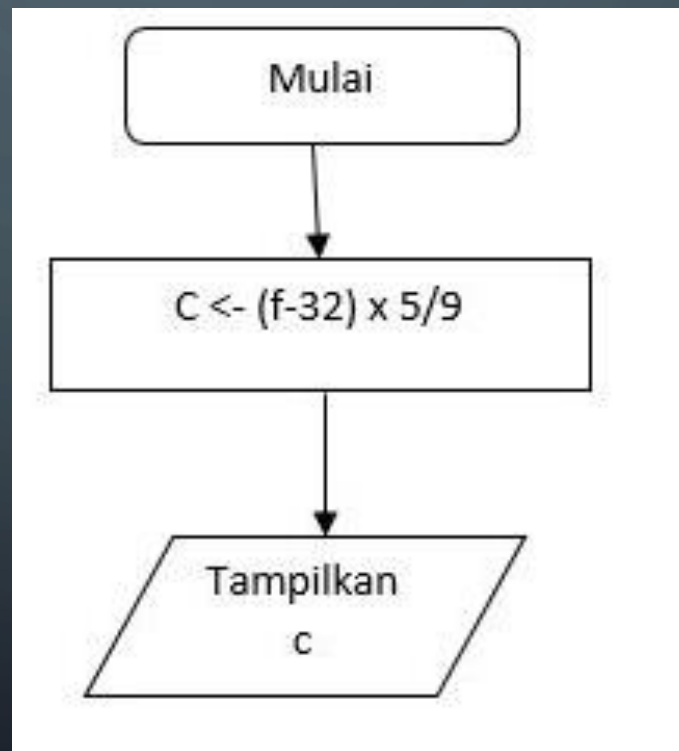 Mulai
C <- (f-32) x 5/9
Tampilkan
c